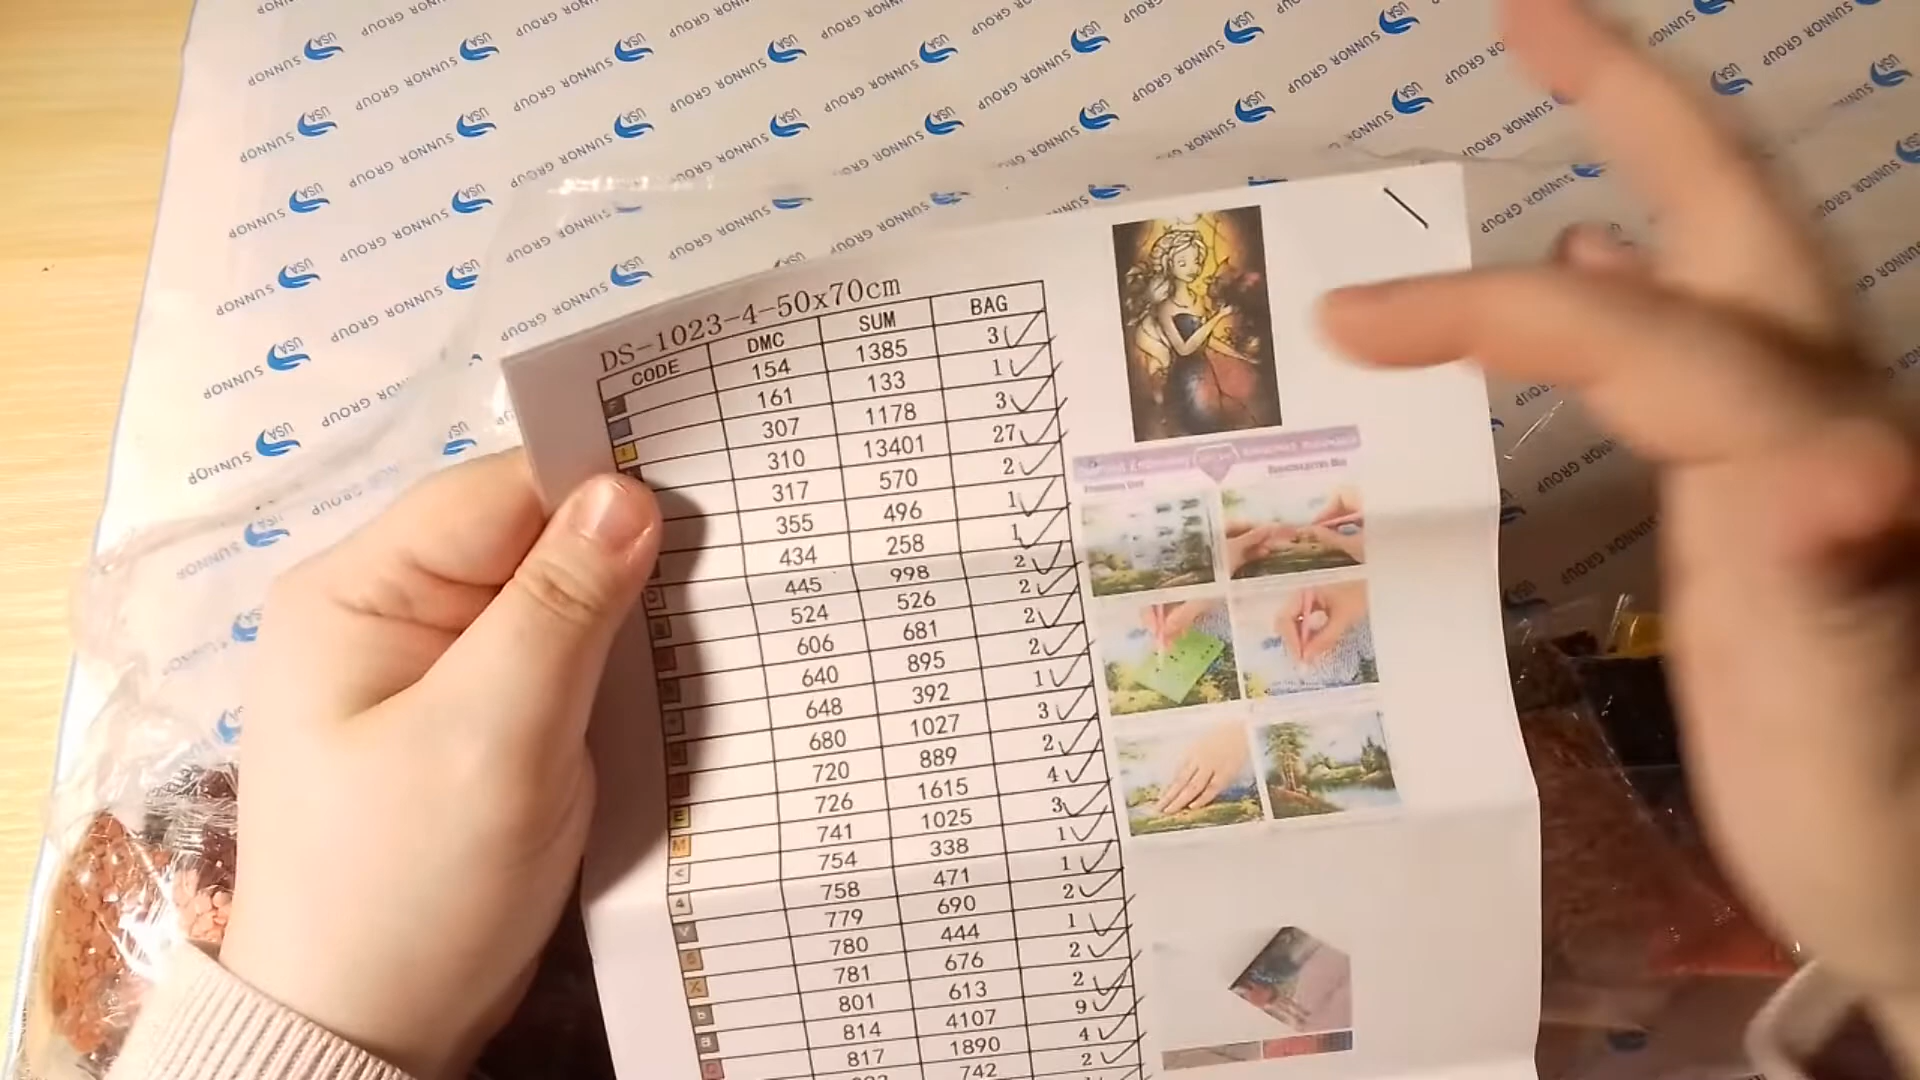 SUNNOR GROUP USA
DS-1023-4-50x70cm
CODE DMC SUM BAG
154 1385 3
161 133 1
307 1178 3
310 13401 27
317 570 2
355 496 1
434 258 1
445 998 2
524 526 2
606 681 2
640 895 2
648 392 1
680 1027 3
720 889 2
E 726 1615 4
M 741 1025 3
< 754 338 1
4 758 471 1
Y 779 690 2
780 444 1
781 676 2
801 613 2
814 4107 9
817 1890 4
742 2